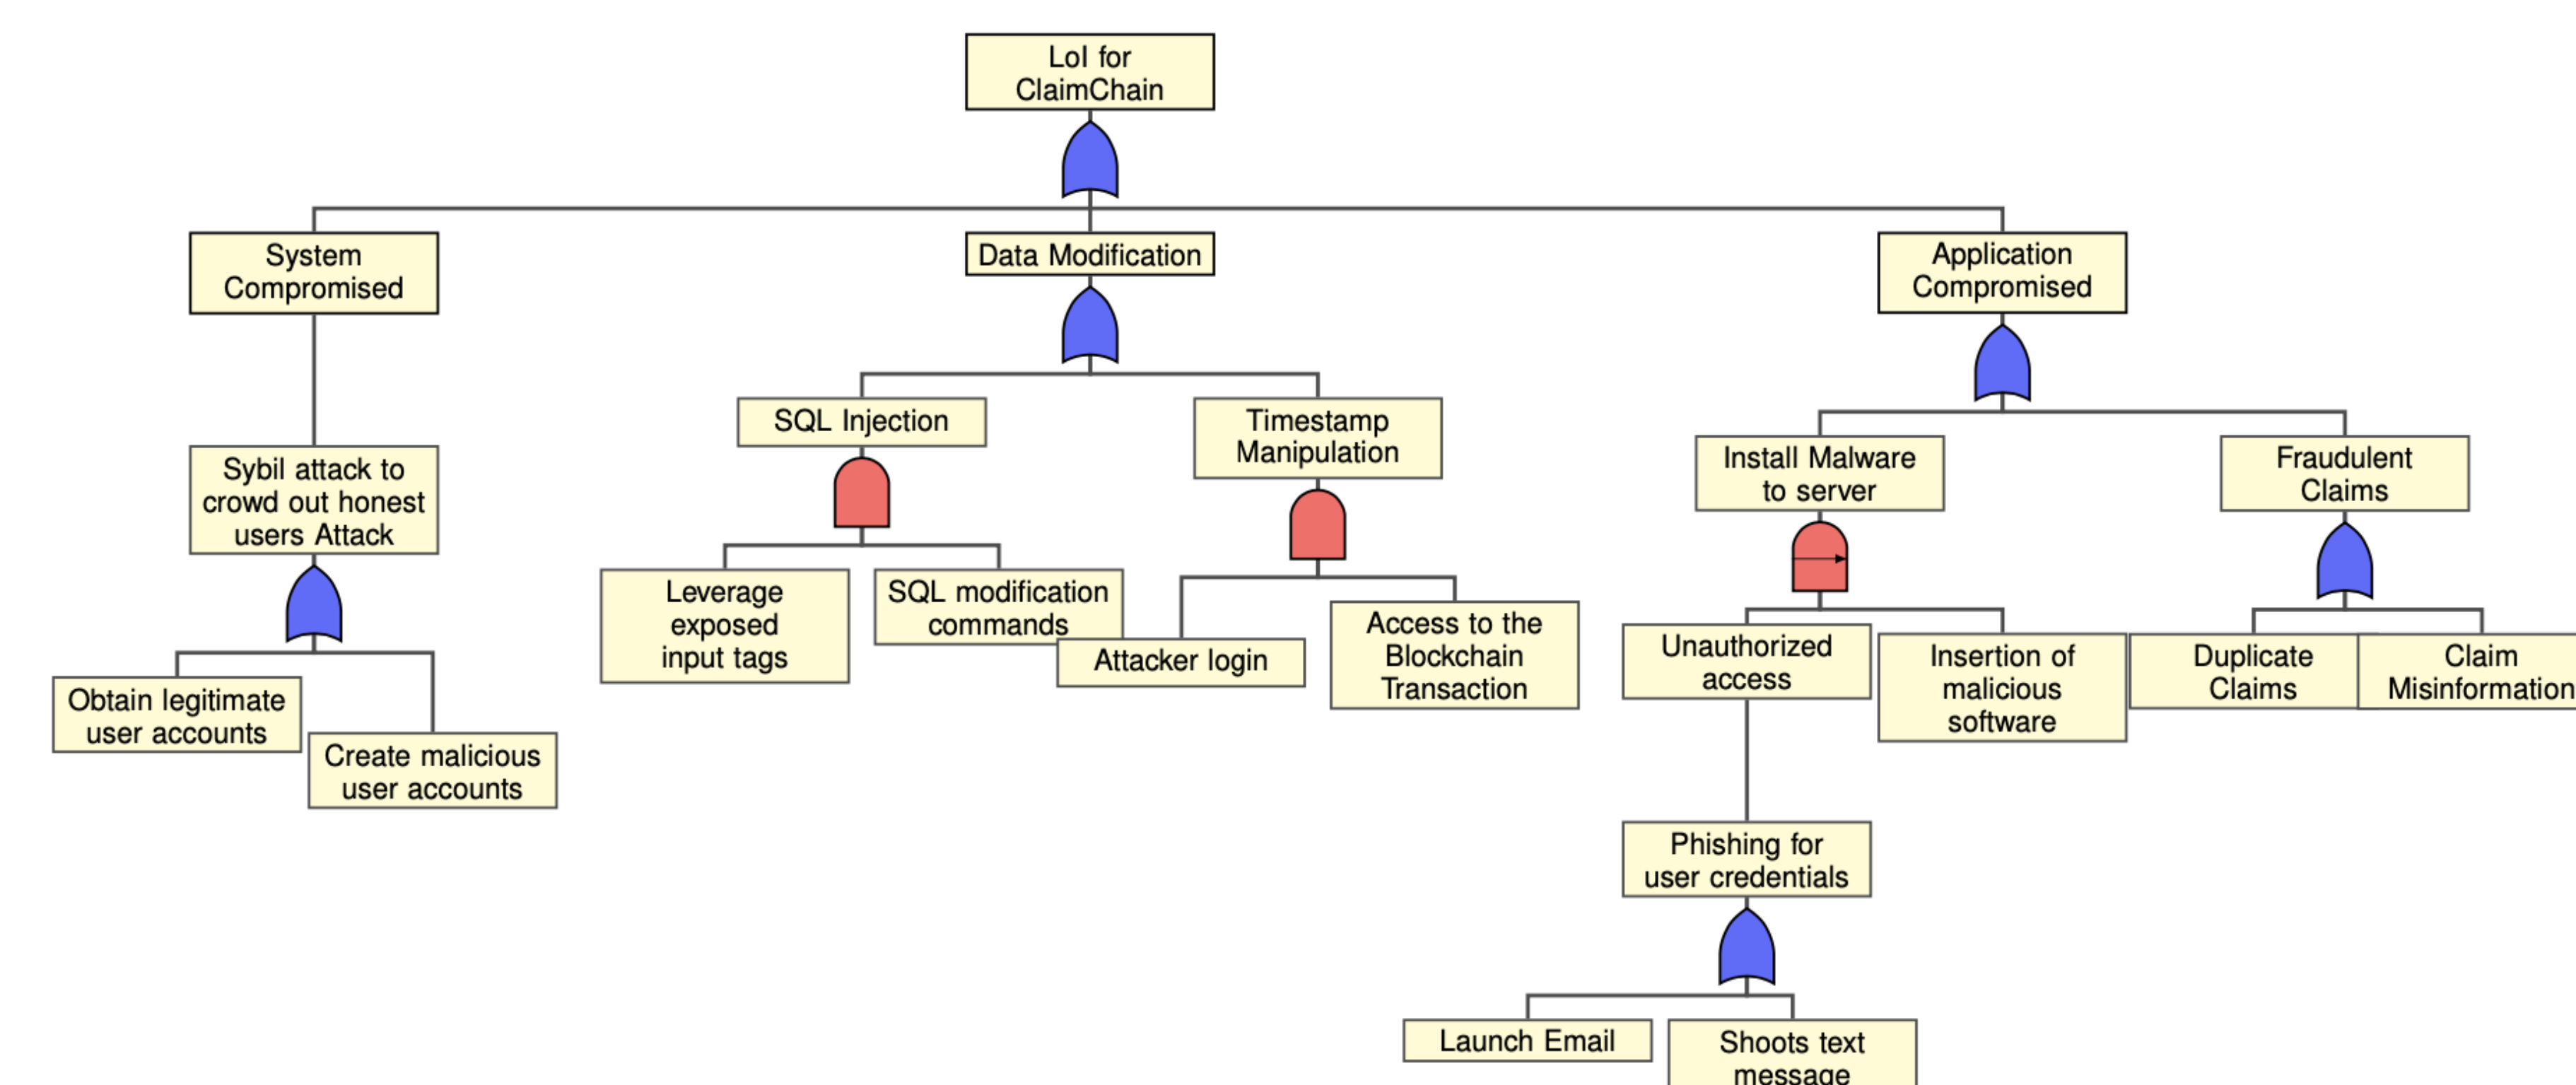 LoI for
ClaimChain
System
Compromised
Data Modification
Application
Compromised
Sybil attack to
crowd out honest
users Attack
SQL Injection
Timestamp
Manipulation
Install Malware
to server
Fraudulent
Claims
Obtain legitimate
user accounts
Create malicious
user accounts
Leverage
exposed
input tags
SQL modification
commands
Attacker login
Access to the
Blockchain
Transaction
Unauthorized
access
Insertion of
malicious
software
Duplicate
Claims
Claim
Misinformation
Phishing for
user credentials
Launch Email
Shoots text
message